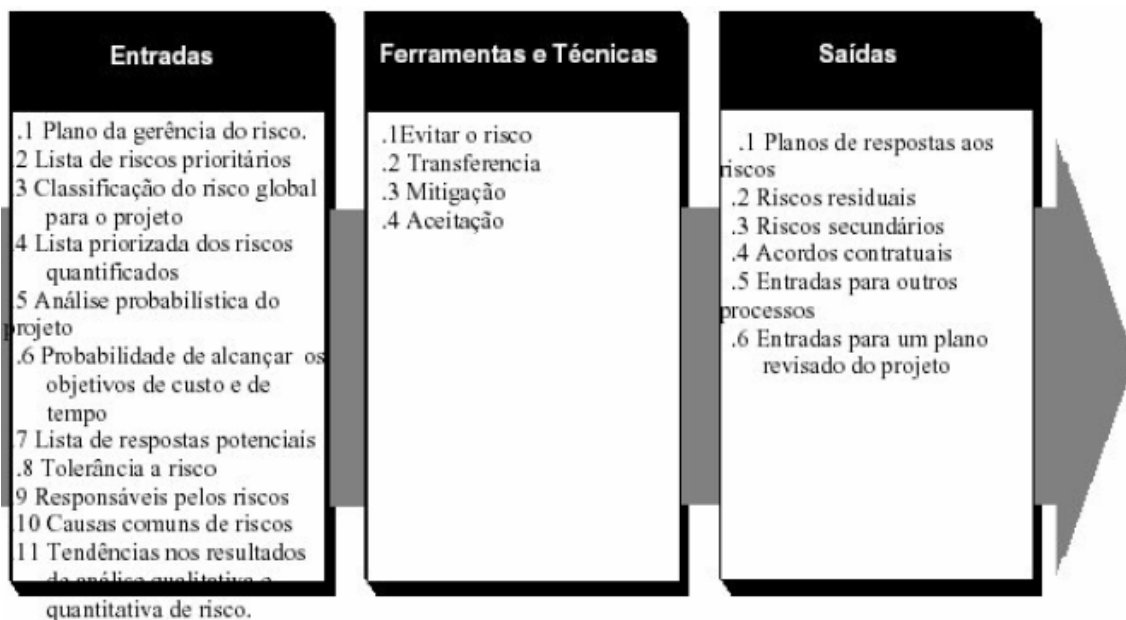 Entradas
.1 Plano da gerência do risco.
.2 Lista de riscos prioritários
.3 Classificação do risco global
para o projeto
.4 Lista priorizada dos riscos
quantificados
.5 Análise probabilística do
projeto
.6 Probabilidade de alcançar os
objetivos de custo e de
tempo
.7 Lista de respostas potenciais
.8 Tolerância a risco
.9 Responsáveis pelos riscos
.10 Causas comuns de riscos
.11 Tendências nos resultados
de análise qualitativa e
quantitativa de risco.
Ferramentas e Técnicas
.1Evitar o risco
.2 Transferencia
.3 Mitigação
.4 Aceitação
Saídas
.1 Planos de respostas aos
riscos
.2 Riscos residuais
.3 Riscos secundários
.4 Acordos contratuais
.5 Entradas para outros
processos
.6 Entradas para um plano
revisado do projeto